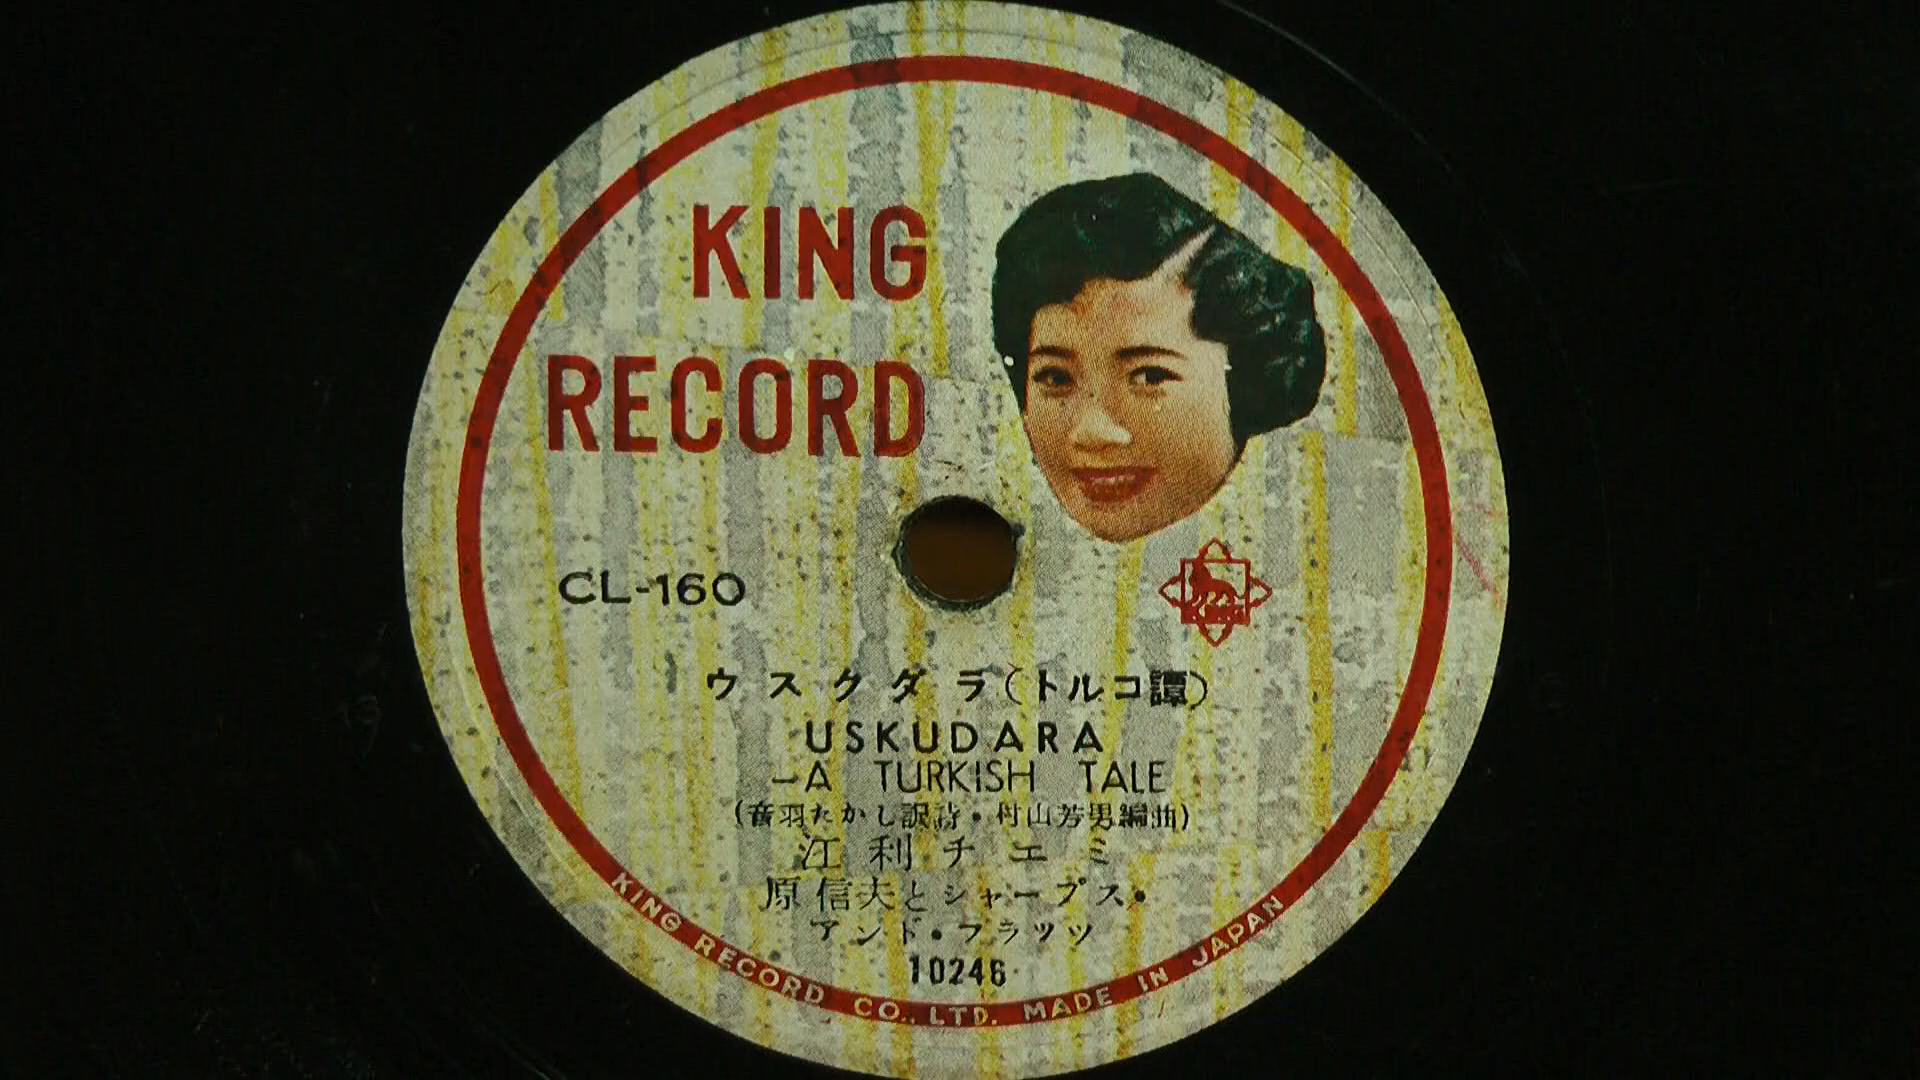 KING
RECORD
CL-160
ウスクダラ(トルコ譚)
USKUDARA
-A TURKISH TALE
(音羽たかし訳詩・村山芳男編曲)
江利チエミ
原信夫とシャープス・
アンド・フラッツ
10246
KING RECORD CO., LTD. MADE IN JAPAN